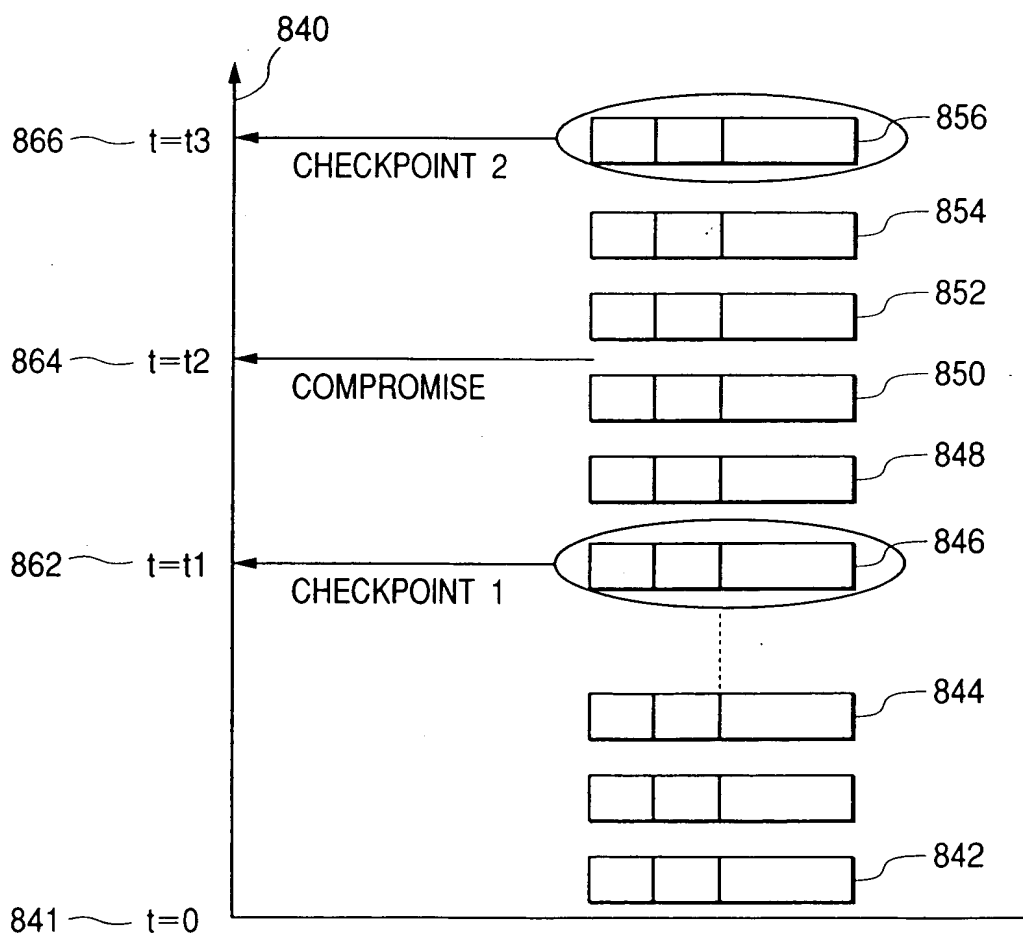 840
866 t=t3
CHECKPOINT 2
856
854
852
864 t=t2
COMPROMISE
850
848
862 t=t1
CHECKPOINT 1
846
844
842
841 t=0